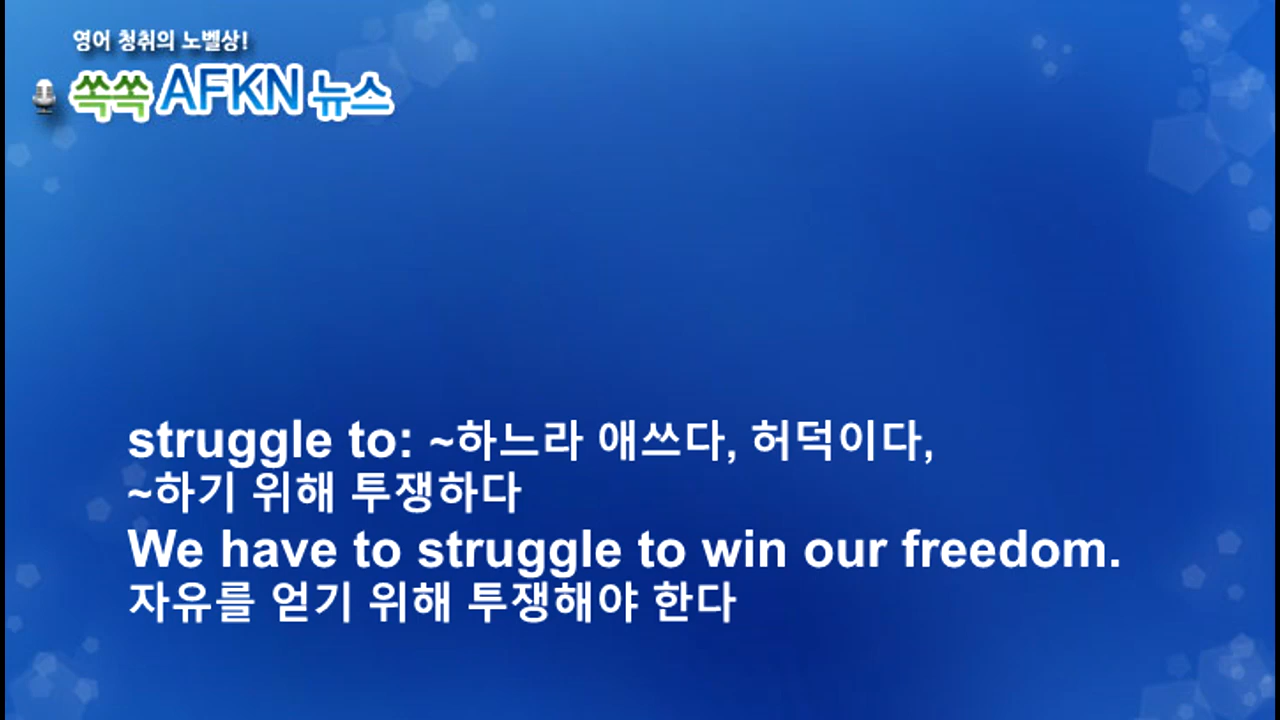 영어 청취의 노벨상!
쏙쏙 AFKN 뉴스
struggle to: ~하느라 애쓰다, 허덕이다,
~하기 위해 투쟁하다
We have to struggle to win our freedom.
자유를 얻기 위해 투쟁해야 한다